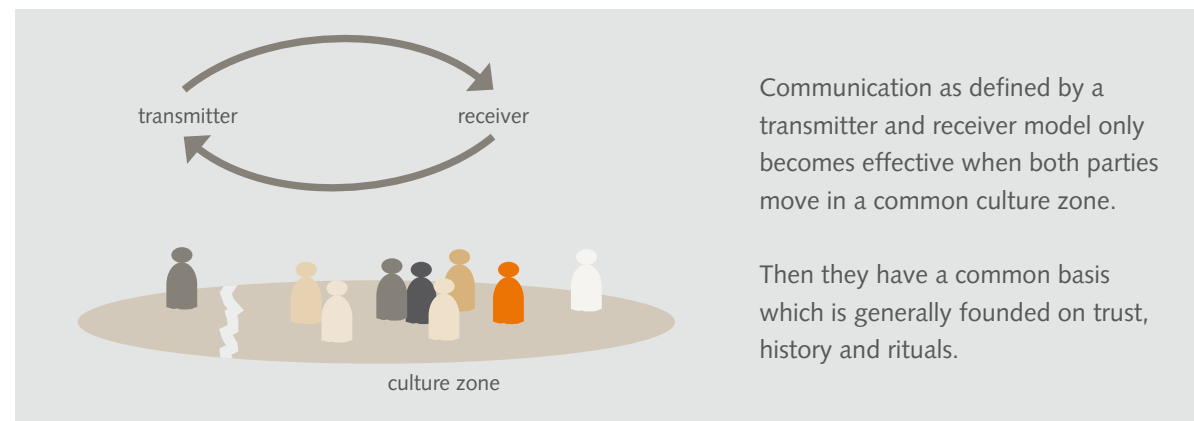 transmitter
receiver
culture zone
Communication as defined by a
transmitter and receiver model only
becomes effective when both parties
move in a common culture zone.
Then they have a common basis
which is generally founded on trust,
history and rituals.